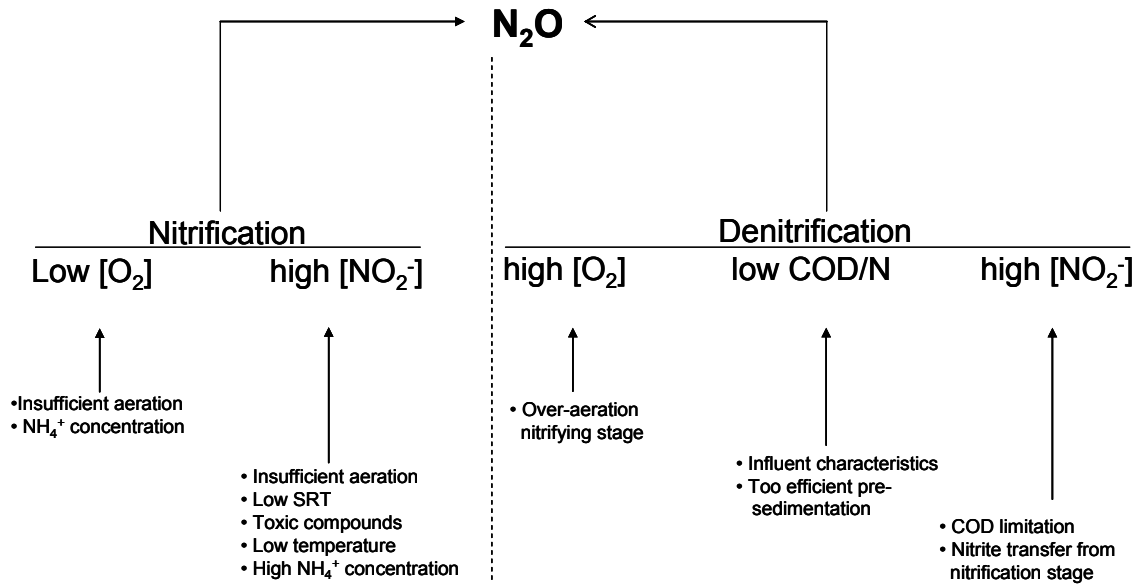 N₂O
Nitrification
Low [O₂]
high [NO₂⁻]
•Insufficient aeration
• NH₄⁺ concentration
• Insufficient aeration
• Low SRT
• Toxic compounds
• Low temperature
• High NH₄⁺ concentration
Denitrification
high [O₂]
low COD/N
high [NO₂⁻]
• Over-aeration
nitrifying stage
• Influent characteristics
• Too efficient pre-
sedimentation
• COD limitation
• Nitrite transfer from
nitrification stage